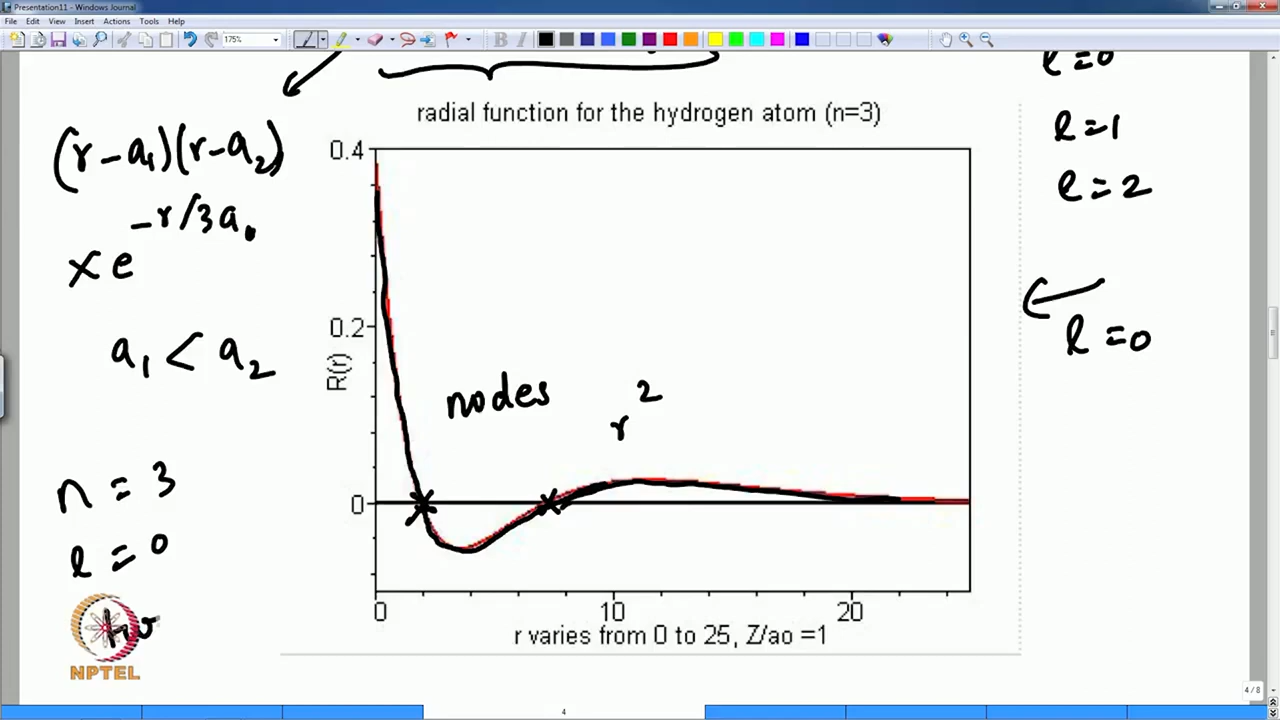 Presentation11 - Windows Journal
File Edit View Insert Actions Tools Help
175%
l=0
radial function for the hydrogen atom (n=3)
(r-a₁)(r-a₂)
× e^{-r/3a₀}
a₁ < a₂
n = 3
l = 0
l=1
l=2
l=0
0.4
0.2
0
R(r)
nodes
r²
0 10 20
r varies from 0 to 25, Z/ao =1
NPTEL
4 / 8
4